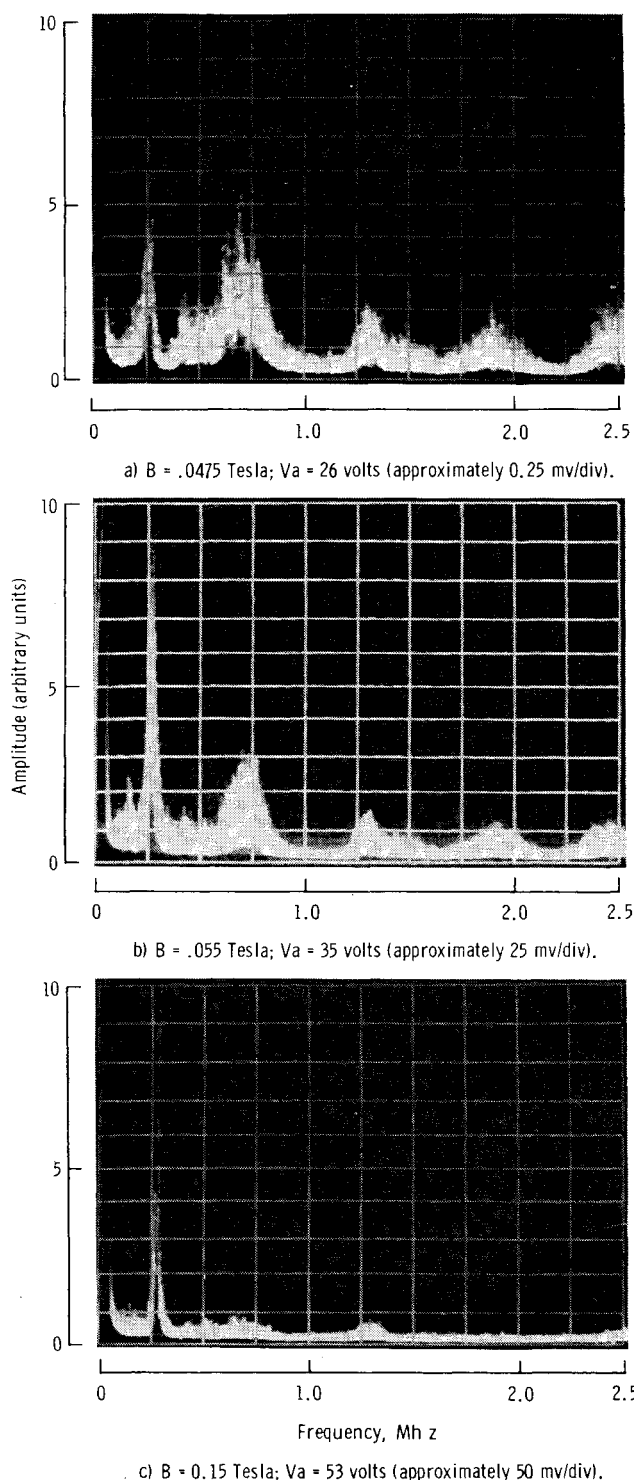 10
5
0
0 1.0 2.0 2.5
a) B = .0475 Tesla; Va = 26 volts (approximately 0.25 mv/div).
10
5
0
Amplitude (arbitrary units)
0 1.0 2.0 2.5
b) B = .055 Tesla; Va = 35 volts (approximately 25 mv/div).
10
5
0
0 1.0 2.0 2.5
Frequency, Mh z
c) B = 0.15 Tesla; Va = 53 volts (approximately 50 mv/div).